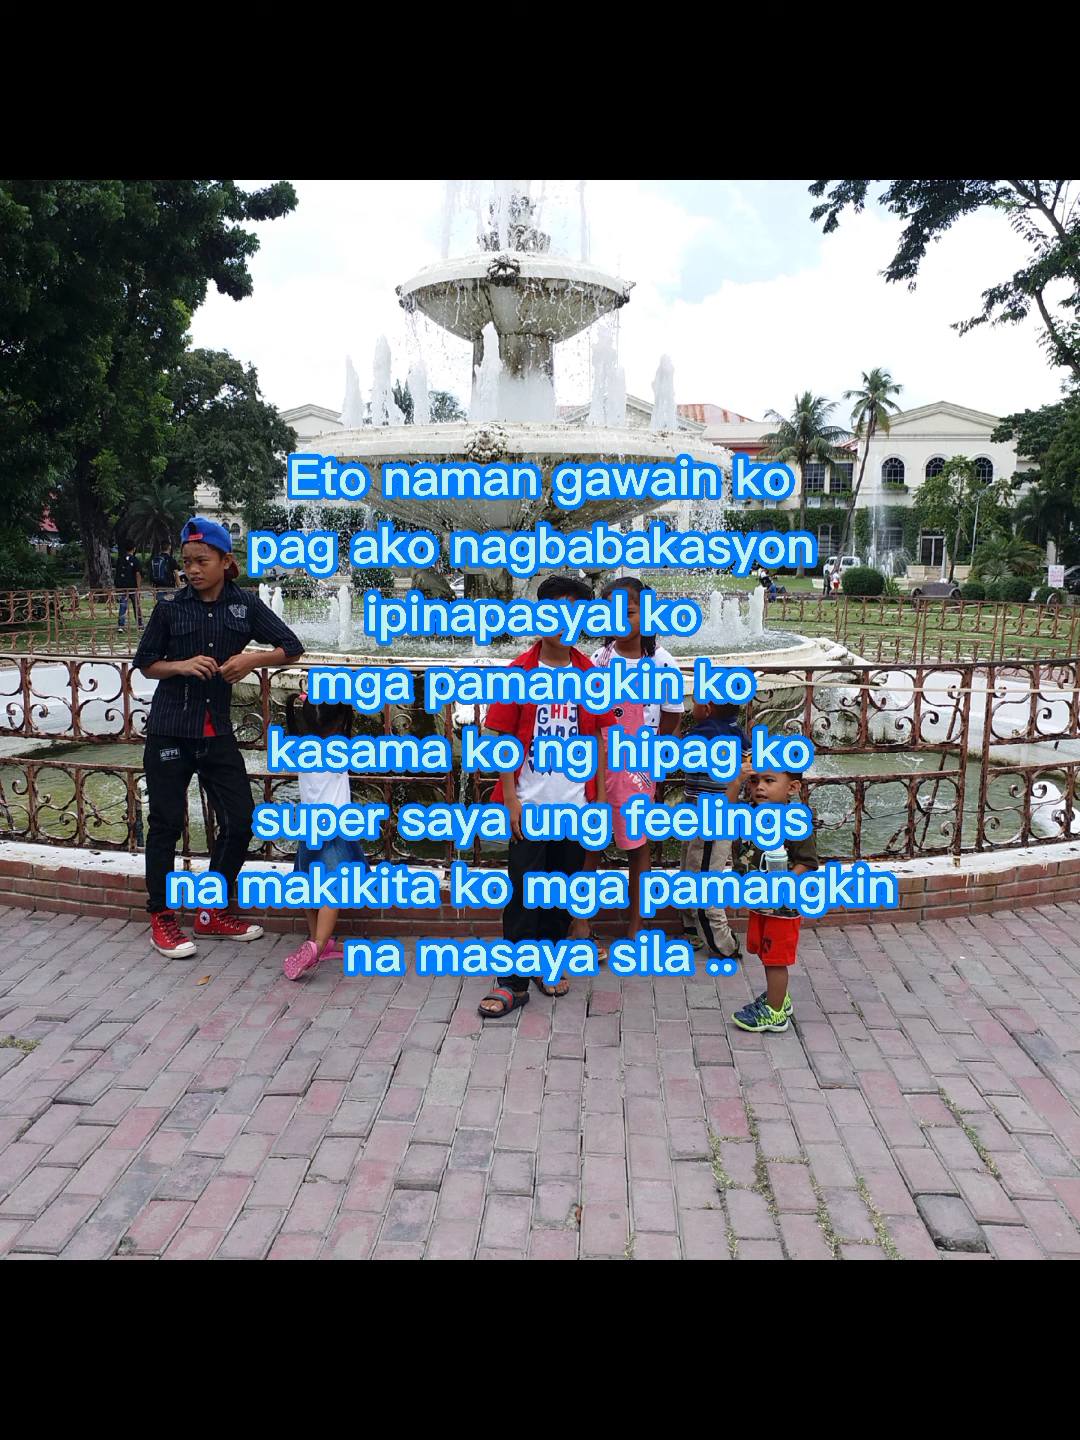 Eto naman gawain ko
pag ako nagbabakasyon
ipinapasyal ko
mga pamangkin ko
kasama ko ng hipag ko
super saya ung feelings
na makikita ko mga pamangkin
na masaya sila ..